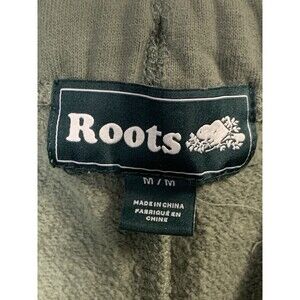 Roots
M / M
MADE IN CHINA
FABRIQUÉ EN
CHINE